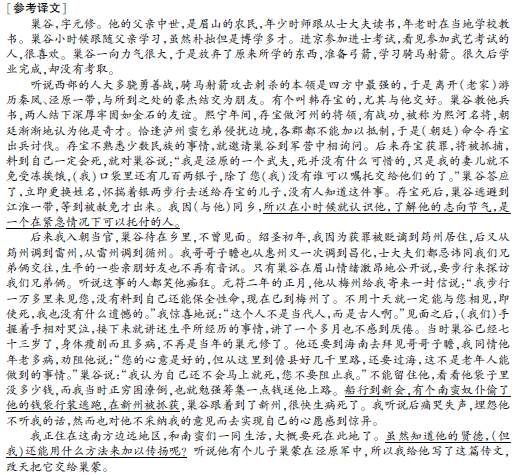 [参考译文]
巢谷,字元修。他的父亲中世,是眉山的农民,年少时师跟从士大夫读书,年老时在当地学校教
书。巢谷小时候跟随父亲学习,虽然朴拙但是博学多才。进京参加进士考试,看见参加武艺考试的
人,很喜欢。巢谷一向力气很大,于是放弃了原来所学的东西,准备弓箭,学习骑马射箭。很久后学
业完成,却没有考取。
听说西部的人大多骁勇善战,骑马射箭攻击刺杀的本领是四方中最强的,于是离开(老家)游
历秦凤、泾原一带,与所到之处的豪杰结交为朋友。有个叫韩存宝的,尤其与他交好。巢谷教他兵
书,两人结下深厚牢固如金石的友谊。熙宁年间,存宝做河州的将领,有战功,被称为熙河名将,朝
廷渐渐地认为他是奇才。恰逢泸州蛮乞弟侵扰边境,各郡都不能加以抵制,于是(朝廷)命令存宝
出兵讨伐。存宝不熟悉少数民族的事情,就邀请巢谷到军营中相询问。后来存宝获罪,将被抓捕,
料到自己一定会死,就对巢谷说:“我是泾原的一个武夫,死并没有什么可惜的,只是我的妻儿就不
免受冻挨饿,(我)口袋里还有几百两银子,除了您(我)没有谁可以嘱托交给他们的了。”巢谷答应
了,立即更换姓名,怀揣着银两步行去送给存宝的儿子,没有人知道这件事。存宝死后,巢谷逃避到
江淮一带,等到被赦免才出来。我因(与他)同乡,所以在小时候就认识他,了解他的志向节气,是
一个在紧急情况下可以托付的人。
后来我入朝当官,巢谷待在乡里,不曾见面。绍圣初年,我因为获罪被贬谪到筠州居住,后又从
筠州调到雷州,从雷州调到循州。我哥哥子瞻也从惠州又一次调到昌化,士大夫们都忌讳同我们兄
弟俩交往,生平的一些亲朋好友也不再有音讯。只有巢谷在眉山情绪激昂地公开说,要步行来探访
我们兄弟俩。听说这事的人都笑他痴狂。元符二年的正月,他从梅州给我寄来一封信说:“我步行
一万多里来见您,没有料到自己还能保全性命,现在已到梅州了。不用十天就一定能与您相见,即
使死,我也没有什么遗憾的。”我惊喜地说:“这个人不是当代人,而是古人啊。”见面之后,(我们)手
握着手相对哭泣,接下来就讲述生平所经历的事情,讲了一个多月也不感到厌倦。当时巢谷已经七
十三岁了,身体瘦削而且多病,不再是当年的巢元修了。他还要到海南去拜见我哥哥子瞻,我同情他
年老多病,劝阻他说:“您的心意是好的,但从这里到儋县好几千里路,还要过海,这不是老年人能
做到的事情。”巢谷说:“我认为自己还不会马上就死,您不要阻止我。”不能留住他,看看他袋子里
没多少钱,而我当时正穷困潦倒,也就勉强筹集一点钱送他上路。船行到新会,有个南蛮奴仆偷了
他的钱袋行装逃跑,在新州被抓获,巢谷跟着到了新州,很快生病死了。我听说后痛哭失声,埋怨他
不听我的话,然而也对他不采纳我的意见而去实现自己的心愿感到惊异。
我正住在这南方边远地区,和南蛮们一同生活,大概要死在此地了。虽然知道他的贤德,(但
我)还能用什么方法来加以传扬呢?听说他有个儿子巢蒙在泾原军中,所以我给他写了这篇传文,
改天把它交给巢蒙。